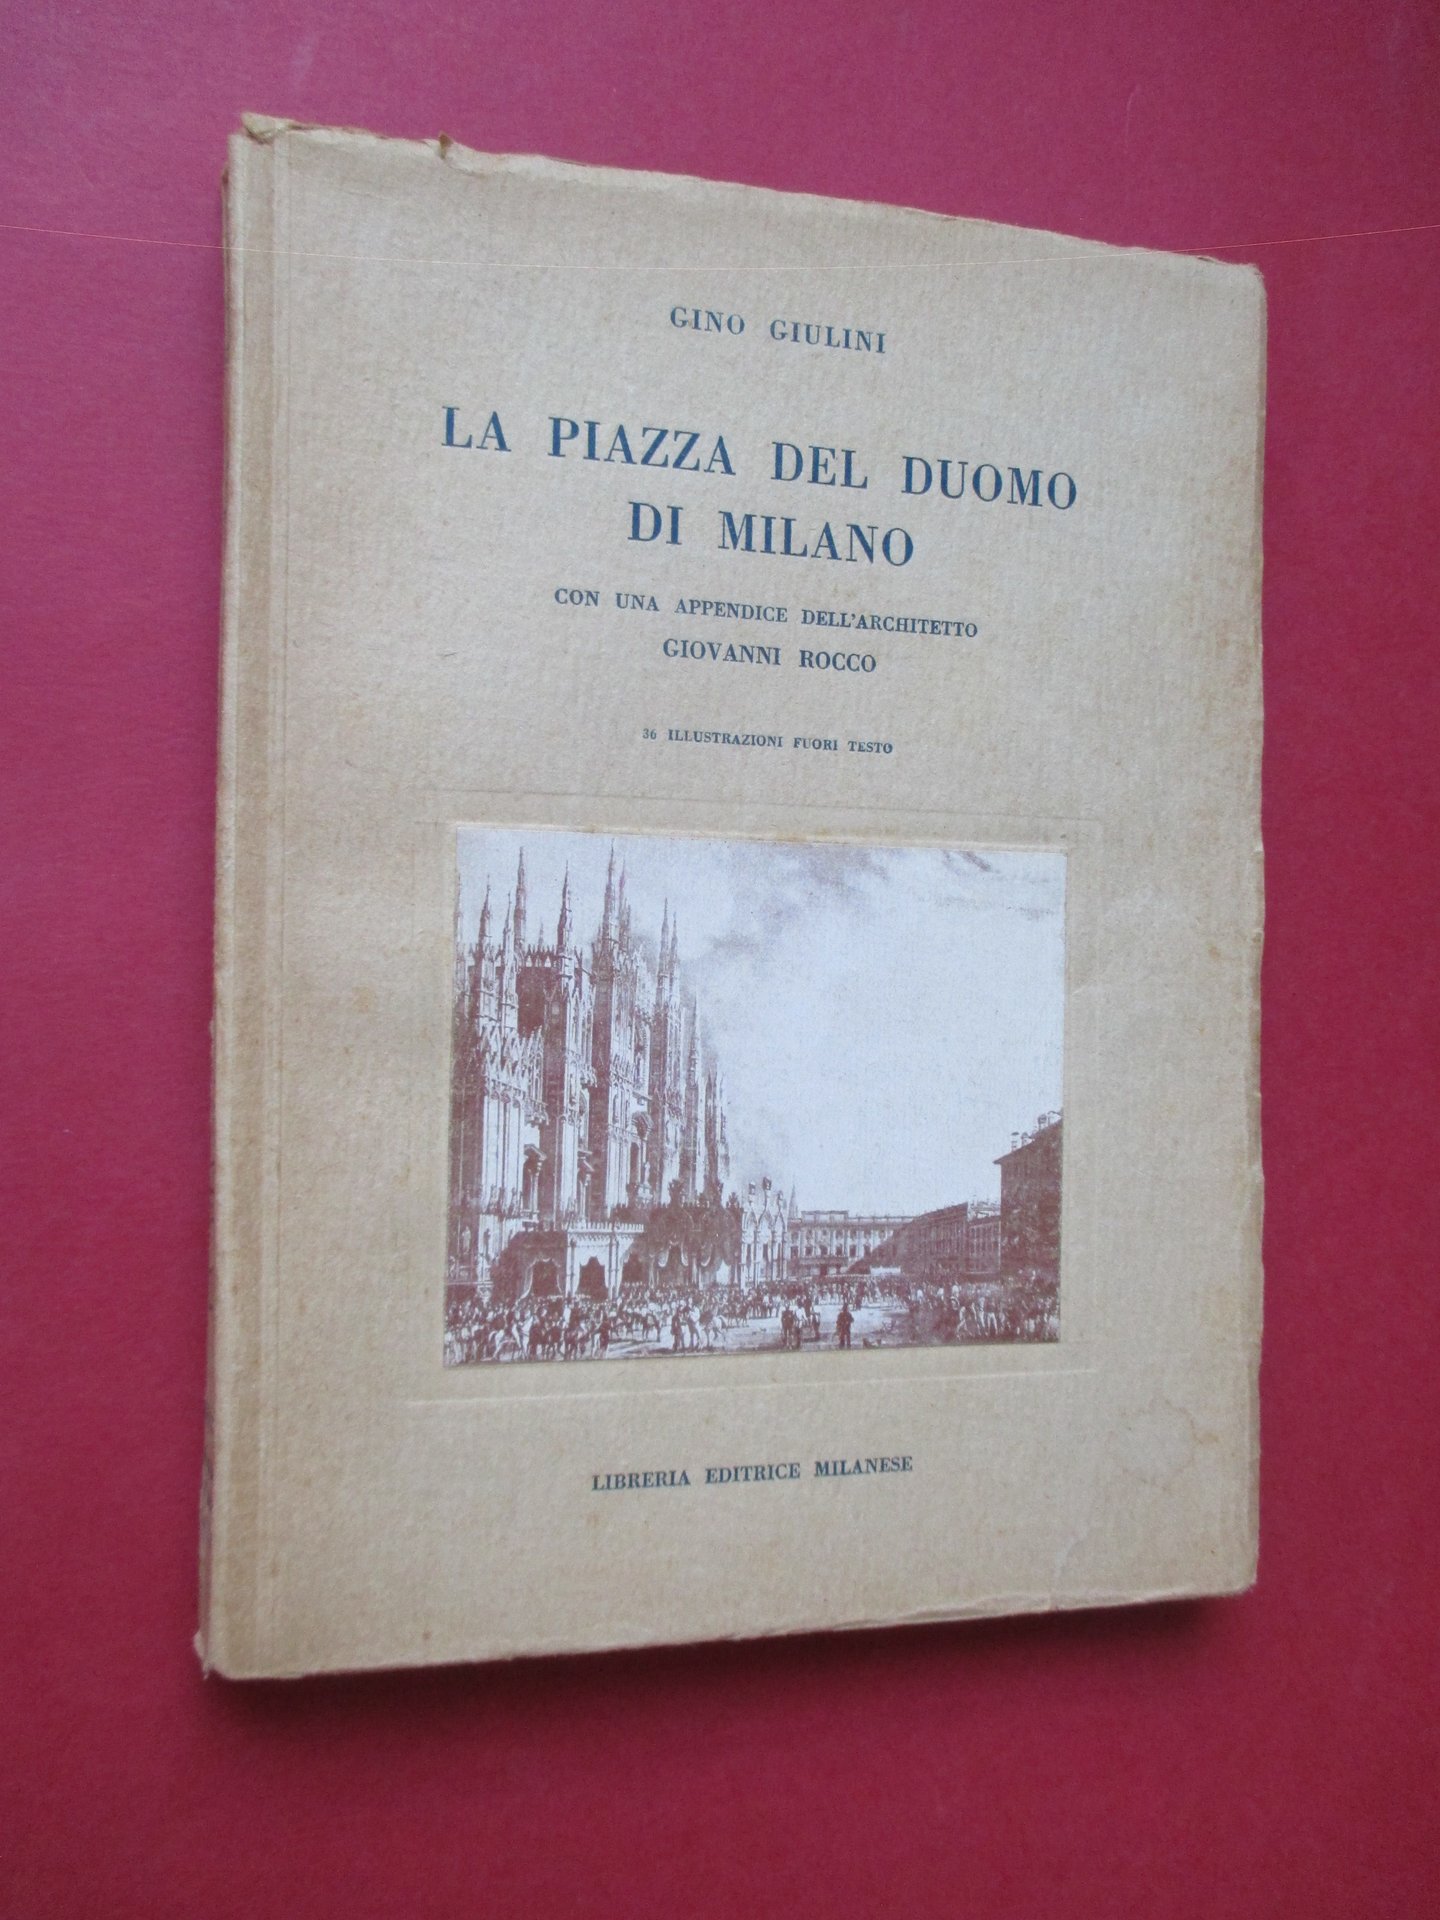 GINO GIULINI
LA PIAZZA DEL DUOMO
DI MILANO
CON UNA APPENDICE DELL'ARCHITETTO
GIOVANNI ROCCO
36 ILLUSTRAZIONI FUORI TESTO
LIBRERIA EDITRICE MILANESE